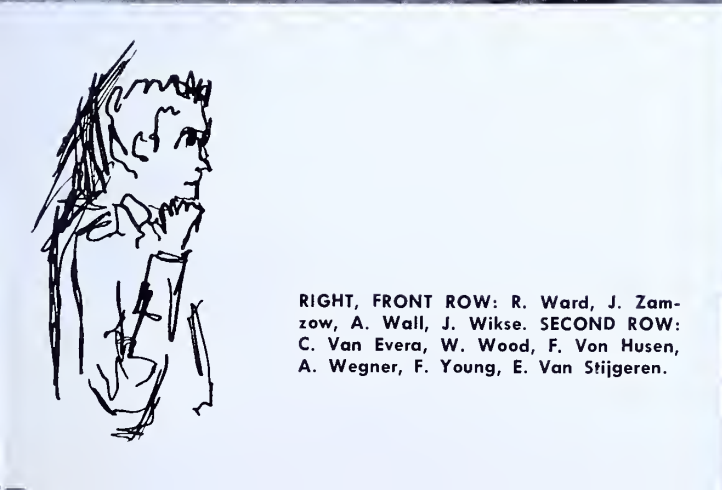 RIGHT, FRONT ROW: R. Ward, J. Zam-
zow, A. Wall, J. Wikse. SECOND ROW:
C. Van Evera, W. Wood, F. Von Husen,
A. Wegner, F. Young, E. Van Stijgeren.